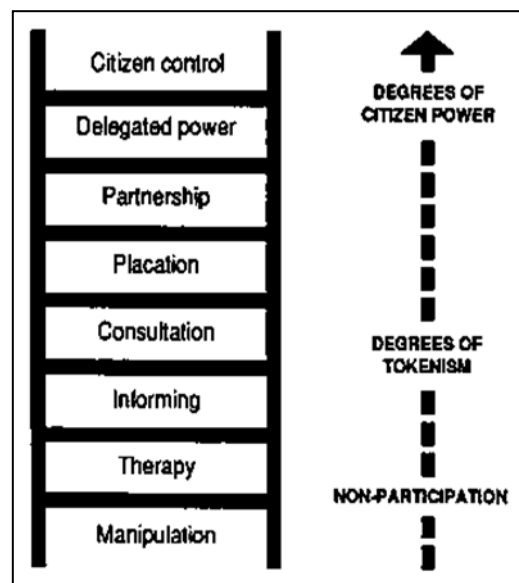 Citizen control
Delegated power
Partnership
Placation
Consultation
Informing
Therapy
Manipulation
DEGREES OF
CITIZEN POWER
DEGREES OF
TOKENISM
NON-PARTICIPATION